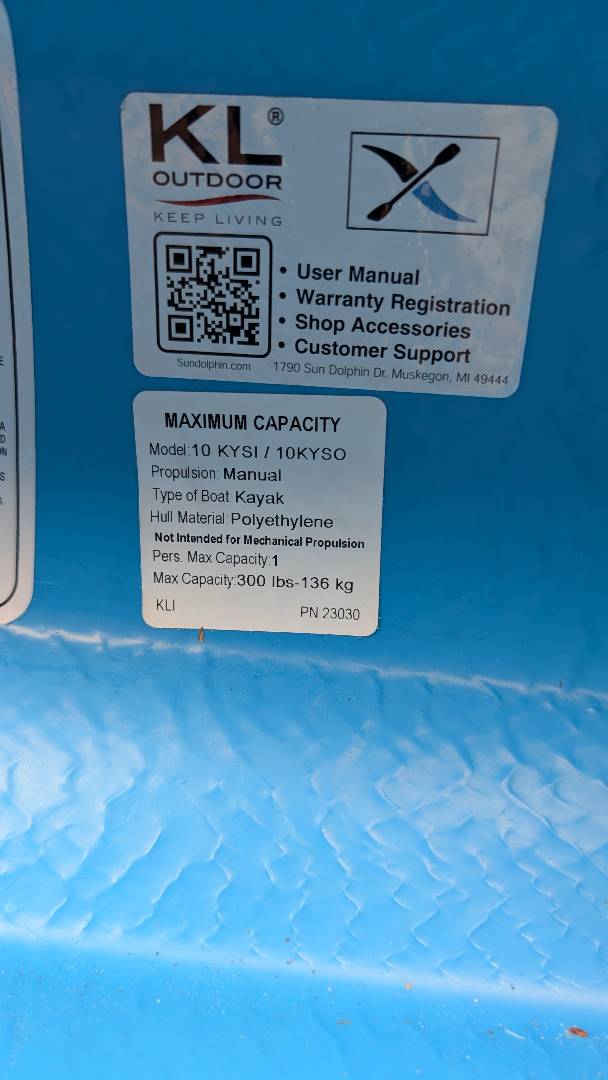 KL®
OUTDOOR
KEEP LIVING
• User Manual
• Warranty Registration
• Shop Accessories
• Customer Support
Sundolphin.com 1790 Sun Dolphin Dr. Muskegon, MI 49444
MAXIMUM CAPACITY
Model:10 KYSI / 10KYSO
Propulsion: Manual
Type of Boat Kayak
Hull Material:Polyethylene
Not Intended for Mechanical Propulsion
Pers. Max Capacity:1
Max Capacity:300 lbs-136 kg
KLI PN 23030